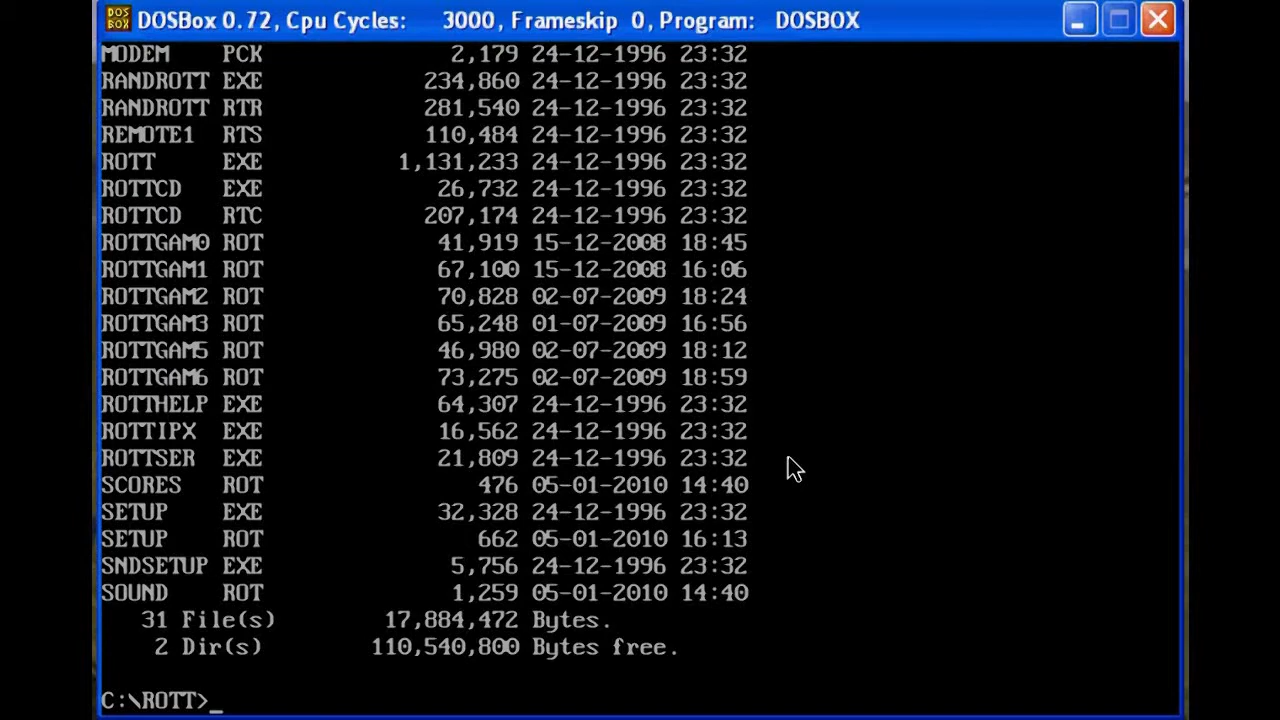 DOS BOX DOSBox 0.72, Cpu Cycles: 3000, Frameskip 0, Program: DOSBOX
MODEM PCK 2,179 24-12-1996 23:32
RANDROTT EXE 234,860 24-12-1996 23:32
RANDROTT RTR 281,540 24-12-1996 23:32
REMOTE1 RTS 110,484 24-12-1996 23:32
ROTT EXE 1,131,233 24-12-1996 23:32
ROTTCD EXE 26,732 24-12-1996 23:32
ROTTCD RTC 207,174 24-12-1996 23:32
ROTTGAM0 ROT 41,919 15-12-2008 18:45
ROTTGAM1 ROT 67,100 15-12-2008 16:06
ROTTGAM2 ROT 70,828 02-07-2009 18:24
ROTTGAM3 ROT 65,248 01-07-2009 16:56
ROTTGAM5 ROT 46,980 02-07-2009 18:12
ROTTGAM6 ROT 73,275 02-07-2009 18:59
ROTTHELP EXE 64,307 24-12-1996 23:32
ROTTIPX EXE 16,562 24-12-1996 23:32
ROTTSER EXE 21,809 24-12-1996 23:32
SCORES ROT 476 05-01-2010 14:40
SETUP EXE 32,328 24-12-1996 23:32
SETUP ROT 662 05-01-2010 16:13
SNDSETUP EXE 5,756 24-12-1996 23:32
SOUND ROT 1,259 05-01-2010 14:40
31 File(s) 17,884,472 Bytes.
2 Dir(s) 110,540,800 Bytes free.
C:\ROTT>_